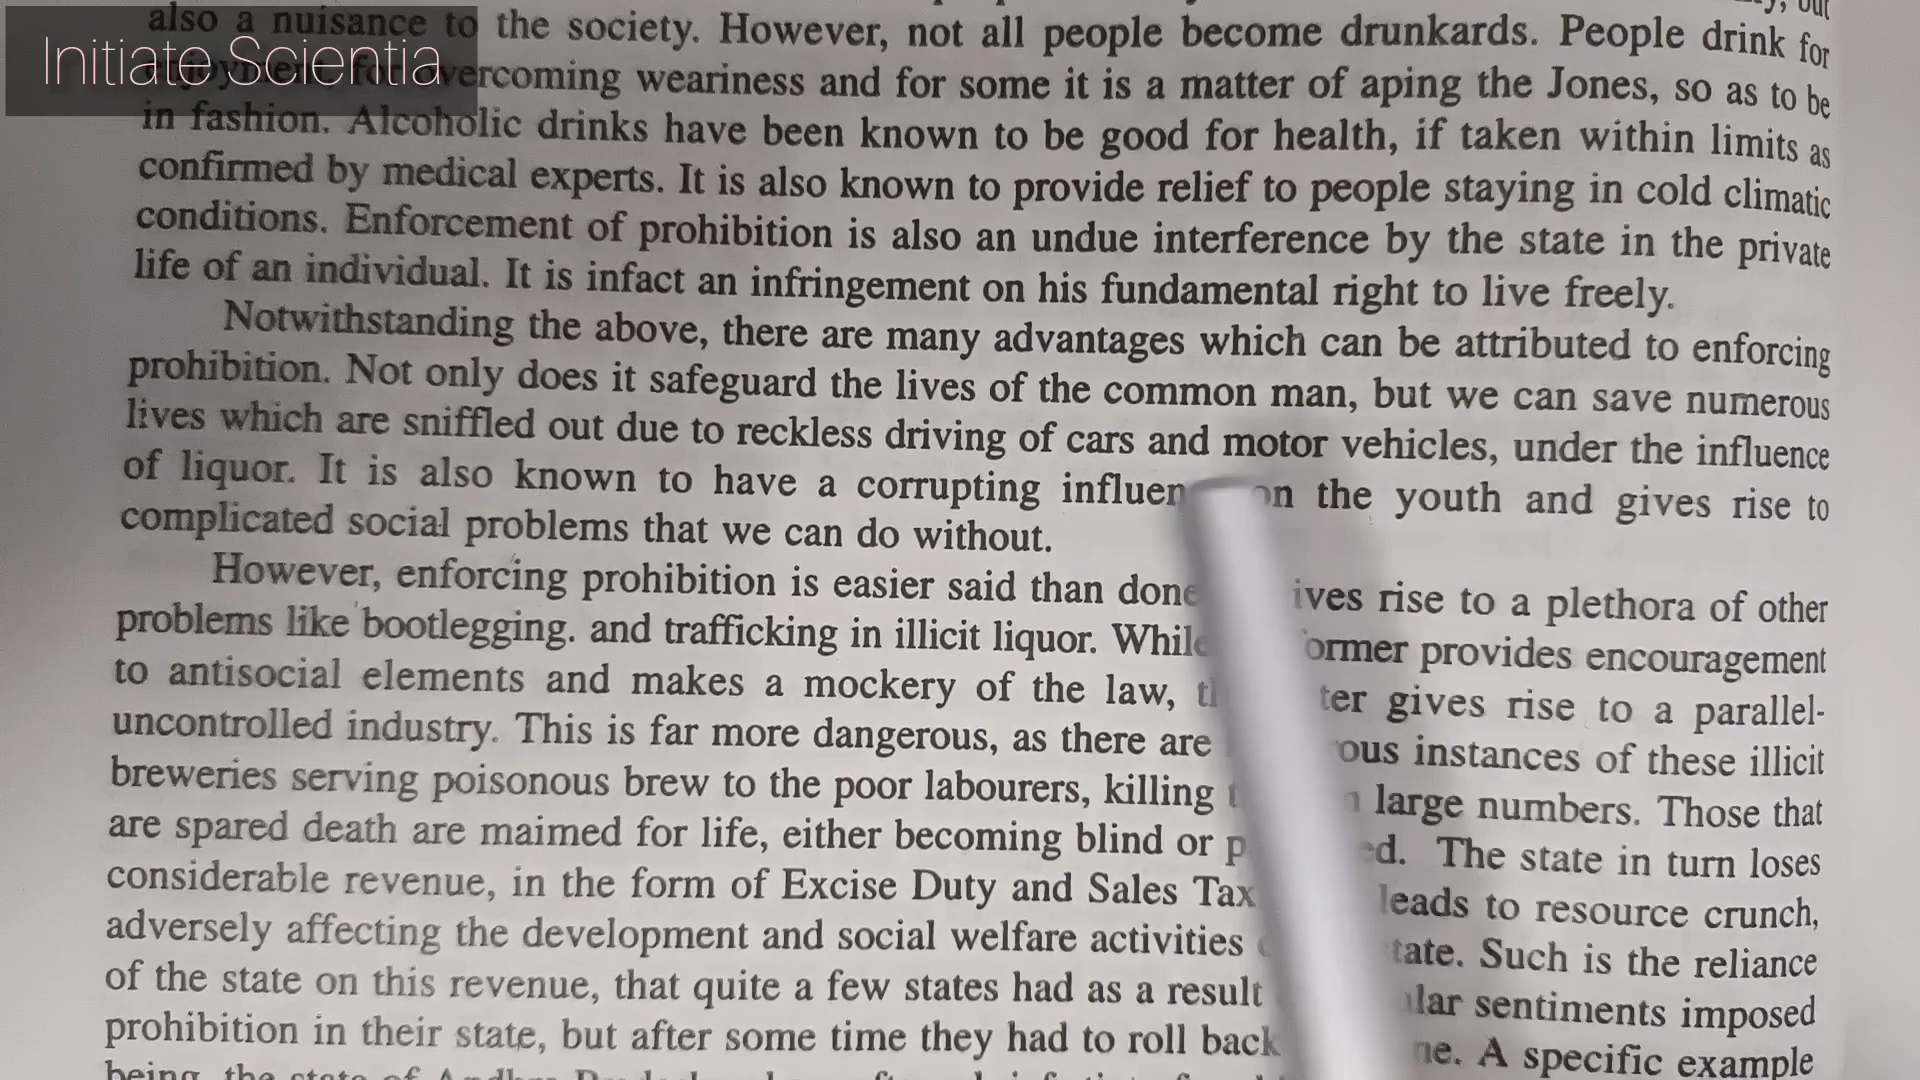 Initiate Scientia
also a nuisance to the society. However, not all people become drunkards. People drink for
enjoyment, for overcoming weariness and for some it is a matter of aping the Jones, so as to be
in fashion. Alcoholic drinks have been known to be good for health, if taken within limits as
confirmed by medical experts. It is also known to provide relief to people staying in cold climatic
conditions. Enforcement of prohibition is also an undue interference by the state in the private
life of an individual. It is infact an infringement on his fundamental right to live freely.
Notwithstanding the above, there are many advantages which can be attributed to enforcing
prohibition. Not only does it safeguard the lives of the common man, but we can save numerous
lives which are sniffled out due to reckless driving of cars and motor vehicles, under the influence
of liquor. It is also known to have a corrupting influen on the youth and gives rise to
complicated social problems that we can do without.
However, enforcing prohibition is easier said than done ives rise to a plethora of other
problems like bootlegging. and trafficking in illicit liquor. While ormer provides encouragement
to antisocial elements and makes a mockery of the law, ter gives rise to a parallel-
uncontrolled industry. This is far more dangerous, as there are ous instances of these illicit
breweries serving poisonous brew to the poor labourers, killing large numbers. Those that
are spared death are maimed for life, either becoming blind or p ed. The state in turn loses
considerable revenue, in the form of Excise Duty and Sales Tax leads to resource crunch,
adversely affecting the development and social welfare activities tate. Such is the reliance
of the state on this revenue, that quite a few states had as a result lar sentiments imposed
prohibition in their state, but after some time they had to roll back ne. A specific example
being, the state of